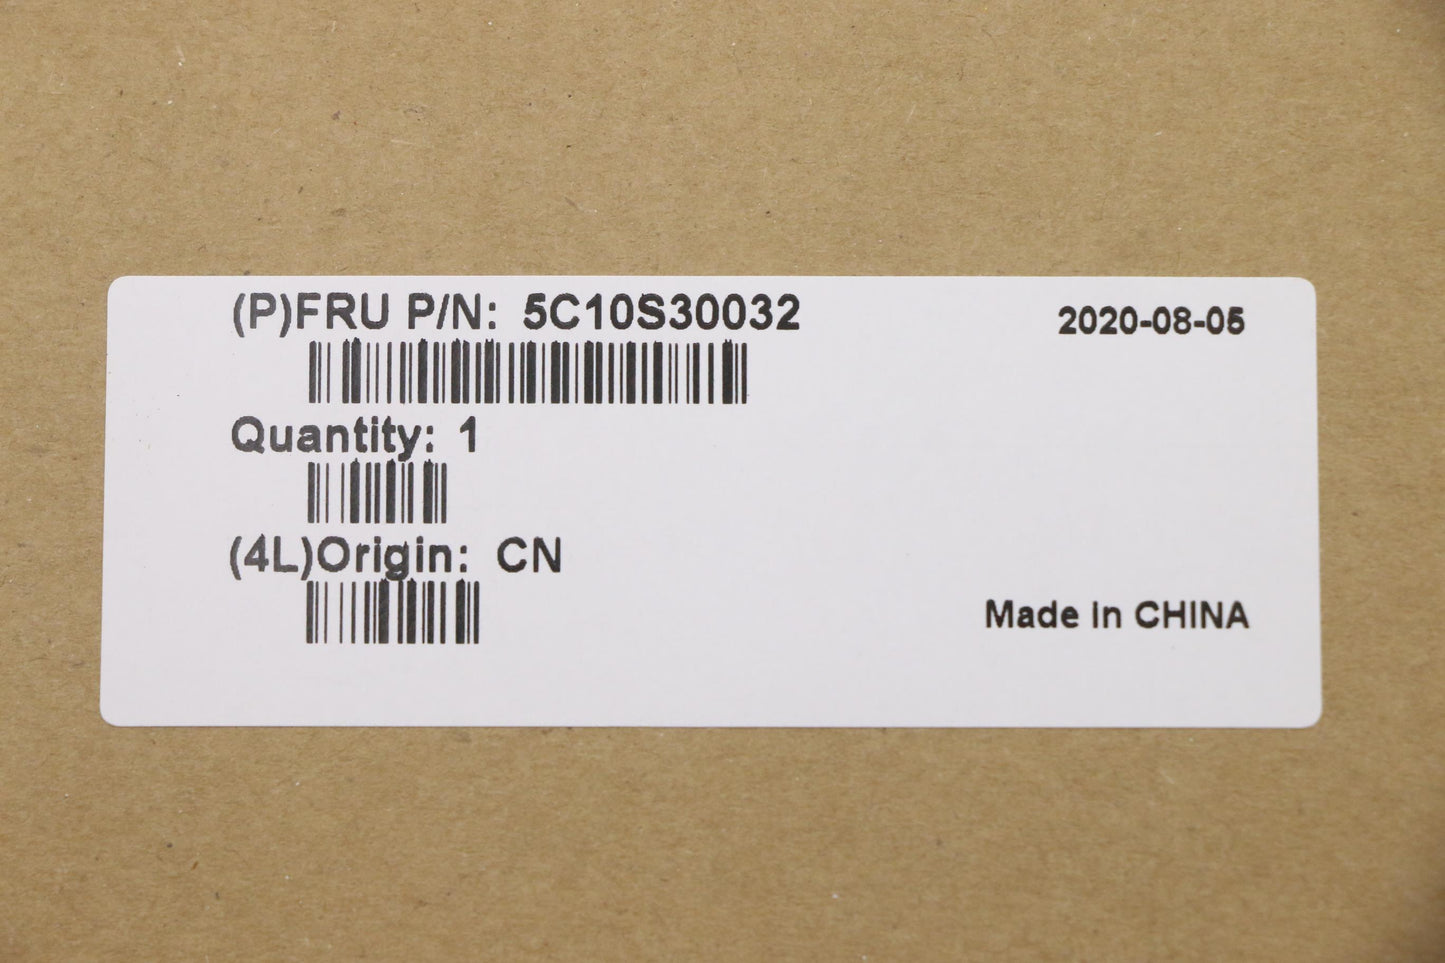 (P)FRU P/N: 5C10S30032
2020-08-05
Quantity: 1
(4L)Origin: CN
Made in CHINA